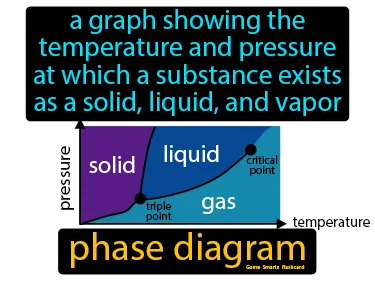 a graph showing the
temperature and pressure
at which a substance exists
as a solid, liquid, and vapor
pressure
solid
liquid
critical
point
triple
point
gas
temperature
phase diagram
Game Smartz flashcard